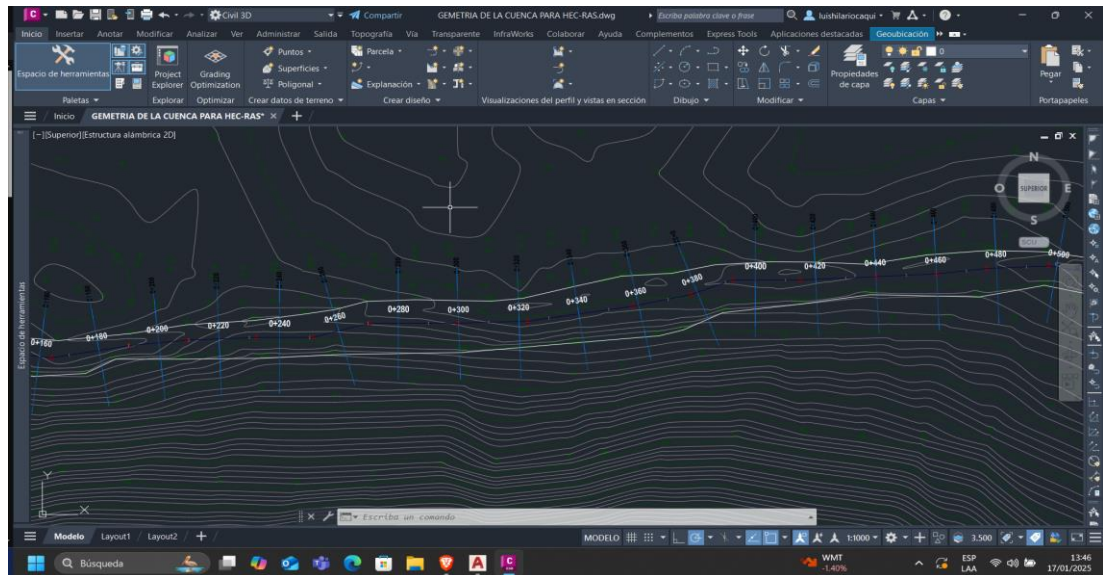 Civil 3D Compartir GEMETRIA DE LA CUENCA PARA HEC-RAS.dwg Escriba palabra clave o frase luishilariocaqui
Inicio Insertar Anotar Modificar Analizar Ver Administrar Salida Topografía Vía Transparente InfraWorks Colaborar Ayuda Complementos Express Tools Aplicaciones destacadas Geoubicación
Espacio de herramientas
Project Explorer
Grading Optimization
Puntos
Superficies
Poligonal
Parcela
Explanación
Propiedades de capa
0
Pegar
Paletas Explorar Optimizar Crear datos de terreno Crear diseño Visualizaciones del perfil y vistas en sección Dibujo Modificar Capas Portapapeles
Inicio GEMETRIA DE LA CUENCA PARA HEC-RAS* × +
[−][Superior][Estructura alámbrica 2D]
N
O SUPERIOR E
S
SCU
Espacio de herramientas
0+160 0+180 0+200 0+220 0+240 0+260 0+280 0+300 0+320 0+340 0+360 0+380 0+400 0+420 0+440 0+460 0+480 0+500
Y
X
Escriba un comando
Modelo Layout1 Layout2 + MODELO 1:1000 3.500
Búsqueda
WMT
-1.40%
ESP
LAA
13:46
17/01/2025